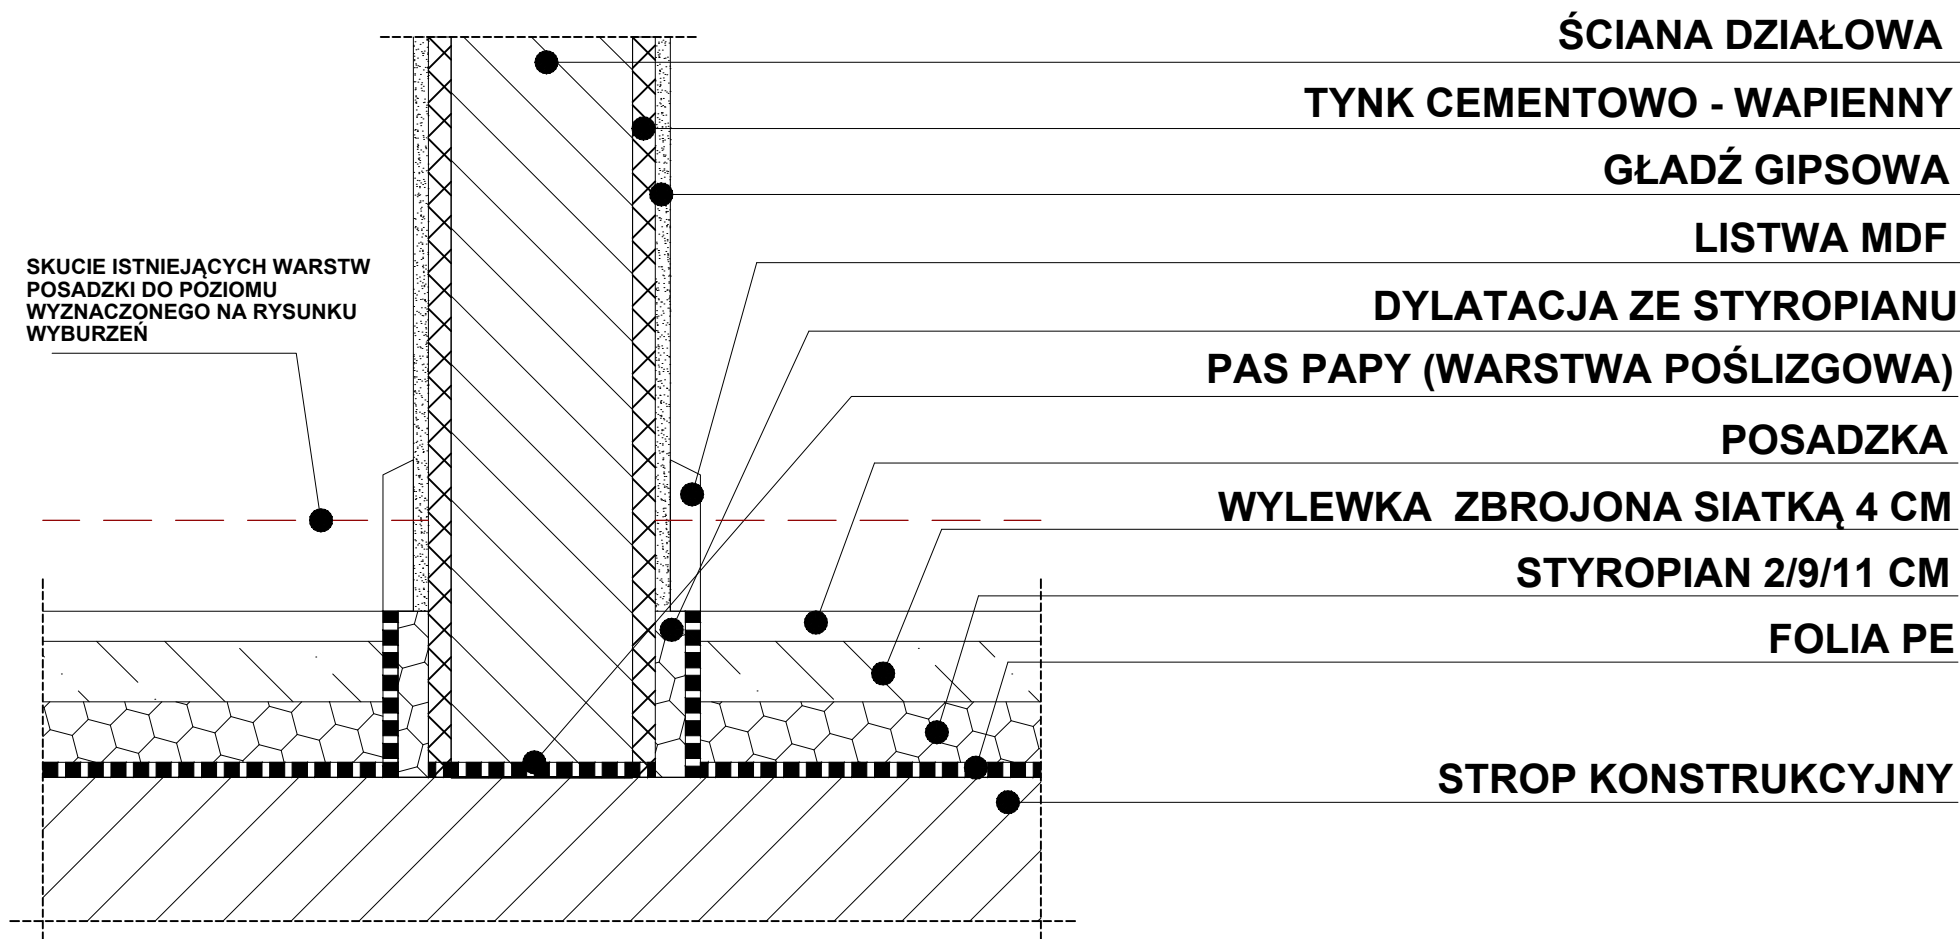 ŚCIANA DZIAŁOWA
TYNK CEMENTOWO - WAPIENNY
GŁADŹ GIPSOWA
LISTWA MDF
DYLATACJA ZE STYROPIANU
PAS PAPY (WARSTWA POŚLIZGOWA)
POSADZKA
WYLEWKA ZBROJONA SIATKĄ 4 CM
STYROPIAN 2/9/11 CM
FOLIA PE
STROP KONSTRUKCYJNY
SKUCIE ISTNIEJĄCYCH WARSTW
POSADZKI DO POZIOMU
WYZNACZONEGO NA RYSUNKU
WYBURZEŃ